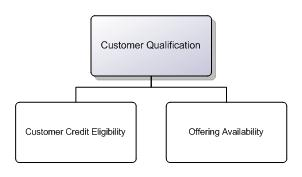 Customer Qualification
Customer Credit Eligibility
Offering Availability